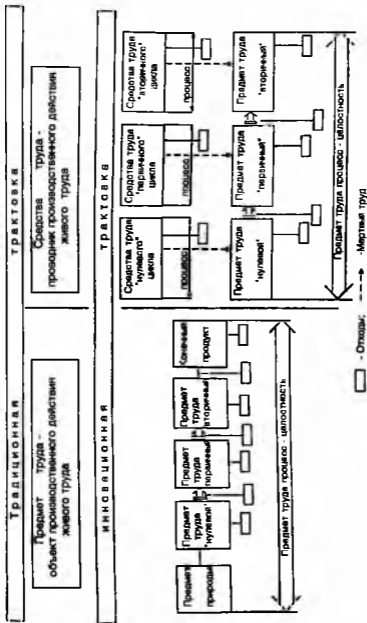 Традиционная трактовка
Предмет труда -
объект производственного действия
живого труда
Средства труда -
проводник производственного действия
живого труда
инновационная трактовка
Предмет
природы
Предмет
труда
"нулевой"
Предмет
труда
первичный
Предмет
труда
вторичный
Конечный
продукт
Предмет труда процесс - целостность
Средства труда
"нулевого"
цикла
процесс
Средства труда
"первичного"
цикла
процесс
Средства труда
"вторичного"
цикла
процесс
Предмет труда
"нулевой"
Предмет труда
"первичный"
Предмет труда
"вторичный"
Предмет труда процесс - целостность
- Отходы;
- Мертвый труд